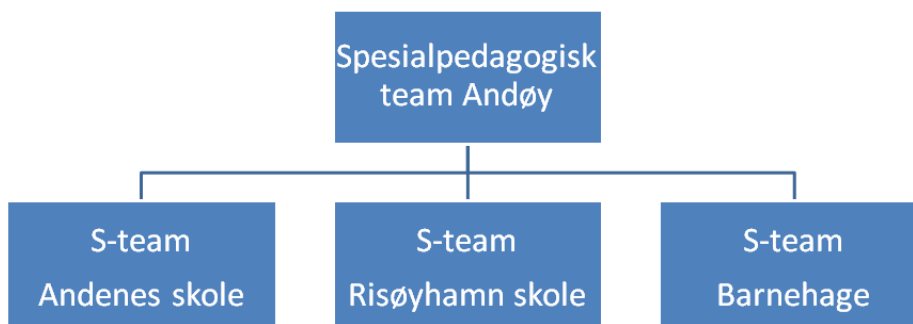 Spesialpedagogisk
team Andøy
S-team
Andenes skole
S-team
Risøyhamn skole
S-team
Barnehage